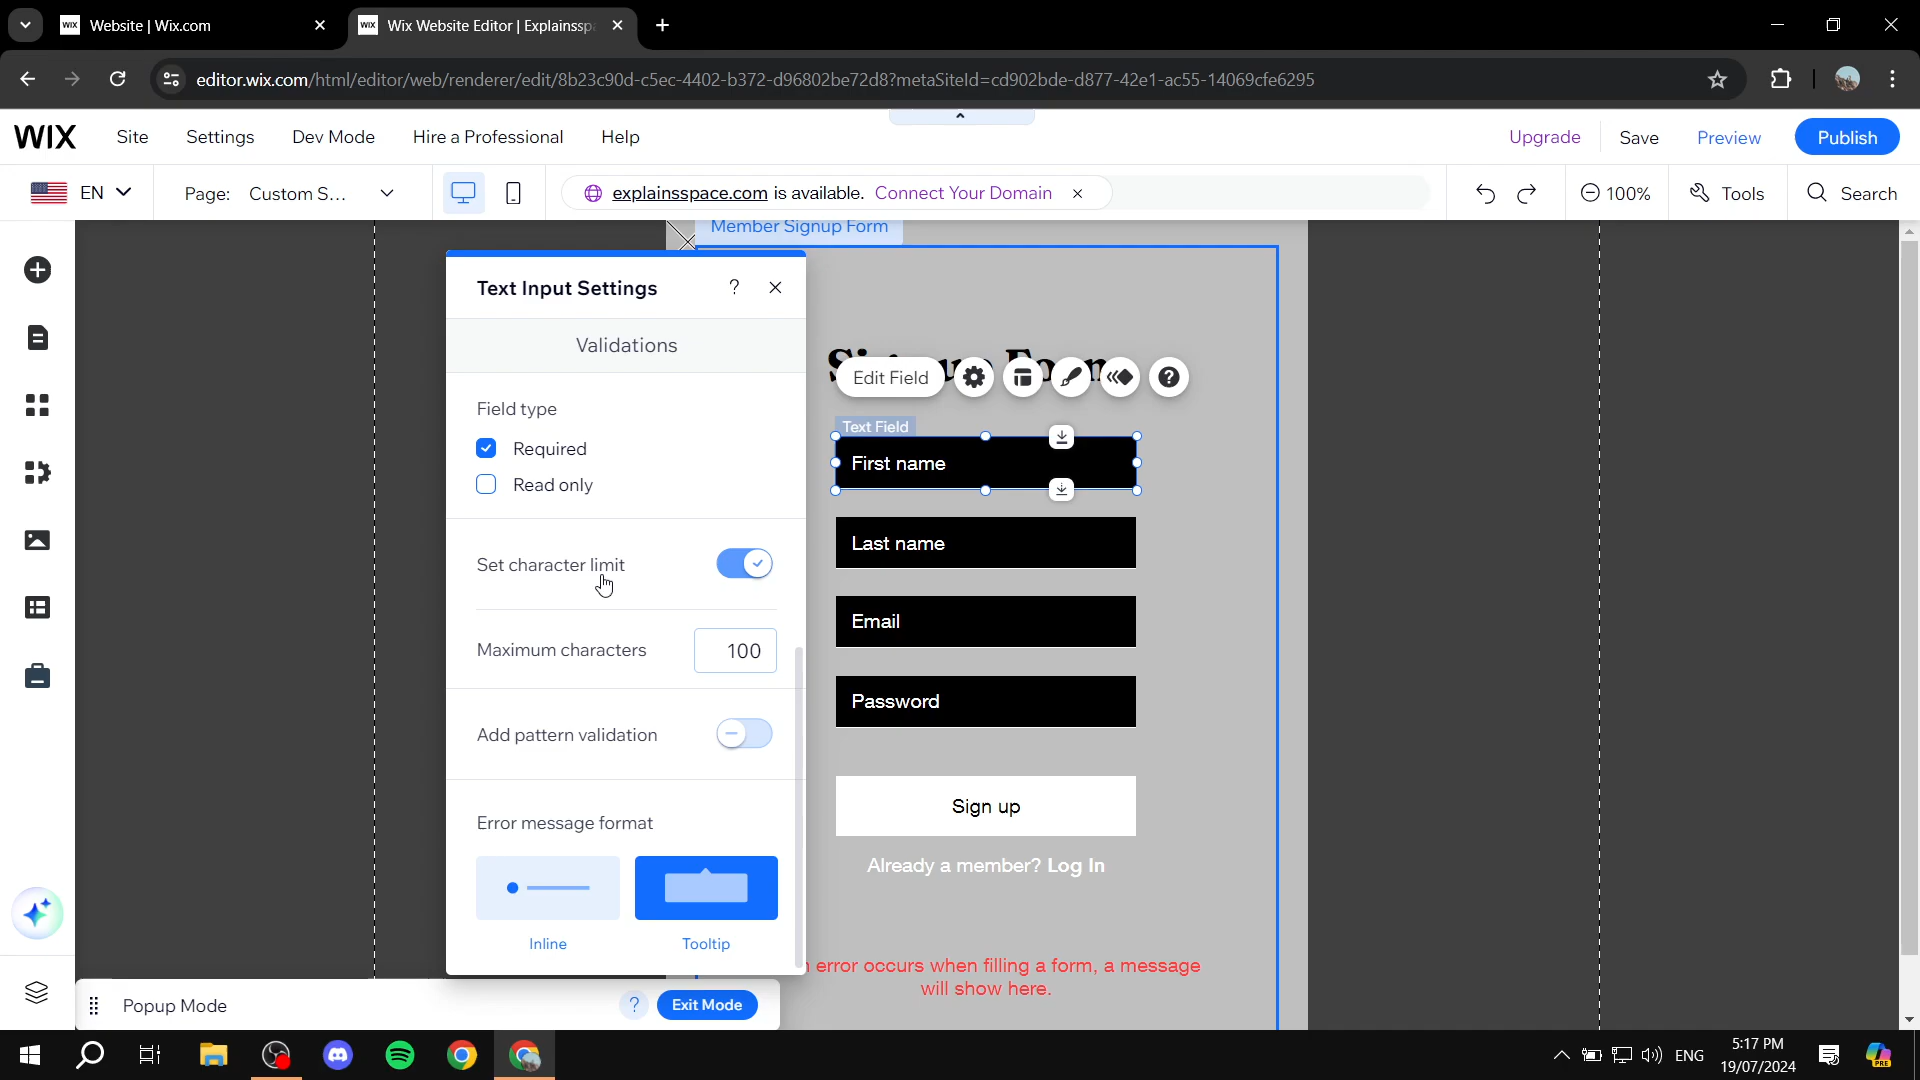 WIX Website | Wix.com
WIX Wix Website Editor | Explainssp
editor.wix.com/html/editor/web/renderer/edit/8b23c90d-c5ec-4402-b372-d96802be72d8?metaSiteId=cd902bde-d877-42e1-ac55-14069cfe6295
WIX Site Settings Dev Mode Hire a Professional Help Upgrade Save Preview Publish
EN Page: Custom S... explainsspace.com is available. Connect Your Domain 100% Tools Search
Member Signup Form
Text Input Settings ?
Validations
Field type
Required
Read only
Set character limit
Maximum characters 100
Add pattern validation
Error message format
Inline Tooltip
Form
Edit Field ?
Text Field
First name
Last name
Email
Password
Sign up
Already a member? Log In
error occurs when filling a form, a message
will show here.
Popup Mode ? Exit Mode
ENG
5:17 PM
19/07/2024
PRE